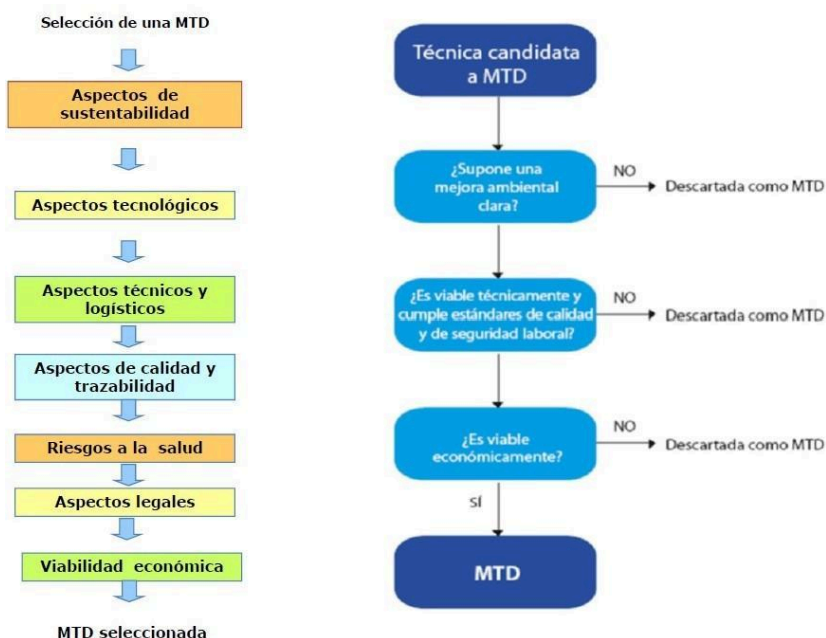 Selección de una MTD
Aspectos de
sustentabilidad
Aspectos tecnológicos
Aspectos técnicos y
logísticos
Aspectos de calidad y
trazabilidad
Riesgos a la salud
Aspectos legales
Viabilidad económica
MTD seleccionada
Técnica candidata
a MTD
¿Supone una
mejora ambiental
clara?
NO
Descartada como MTD
¿Es viable técnicamente y
cumple estándares de calidad
y de seguridad laboral?
NO
Descartada como MTD
¿Es viable
económicamente?
NO
Descartada como MTD
SÍ
MTD